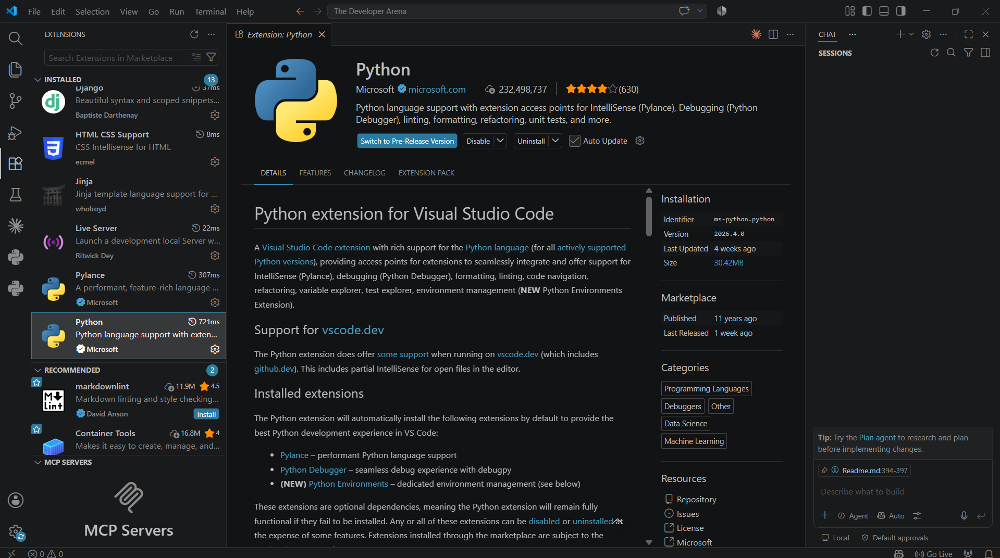 File Edit Selection View Go Run Terminal Help
The Developer Arena
EXTENSIONS
Search Extensions in Marketplace
INSTALLED 13
Django 37ms
Beautiful syntax and scoped snippets...
Baptiste Darthenay
HTML CSS Support 8ms
CSS Intellisense for HTML
ecmel
Jinja
Jinja template language support for ...
wholroyd
Live Server 22ms
Launch a development local Server w...
Ritwick Dey
Pylance 307ms
A performant, feature-rich language ...
Microsoft
Python 721ms
Python language support with exten...
Microsoft
RECOMMENDED 2
markdownlint 11.9M 4.5
Markdown linting and style checking...
David Anson Install
Container Tools 16.8M 4
Makes it easy to create, manage, and...
MCP SERVERS
MCP Servers
Extension: Python
Python
Microsoft microsoft.com 232,498,737 (630)
Python language support with extension access points for IntelliSense (Pylance), Debugging (Python
Debugger), linting, formatting, refactoring, unit tests, and more.
Switch to Pre-Release Version Disable Uninstall Auto Update
DETAILS FEATURES CHANGELOG EXTENSION PACK
Python extension for Visual Studio Code
A Visual Studio Code extension with rich support for the Python language (for all actively supported
Python versions), providing access points for extensions to seamlessly integrate and offer support for
IntelliSense (Pylance), debugging (Python Debugger), formatting, linting, code navigation,
refactoring, variable explorer, test explorer, environment management (NEW Python Environments
Extension).
Support for vscode.dev
The Python extension does offer some support when running on vscode.dev (which includes
github.dev). This includes partial IntelliSense for open files in the editor.
Installed extensions
The Python extension will automatically install the following extensions by default to provide the
best Python development experience in VS Code:
• Pylance – performant Python language support
• Python Debugger – seamless debug experience with debugpy
• (NEW) Python Environments – dedicated environment management (see below)
These extensions are optional dependencies, meaning the Python extension will remain fully
functional if they fail to be installed. Any or all of these extensions can be disabled or uninstalled at
the expense of some features. Extensions installed through the marketplace are subject to the
Installation
Identifier ms-python.python
Version 2026.4.0
Last Updated 4 weeks ago
Size 30.42MB
Marketplace
Published 11 years ago
Last Released 1 week ago
Categories
Programming Languages
Debuggers Other
Data Science
Machine Learning
Resources
Repository
Issues
License
Microsoft
CHAT
SESSIONS
Tip: Try the Plan agent to research and plan
before implementing changes.
Readme.md:394-397
Describe what to build
Agent Auto
Local Default approvals
0 0 Go Live